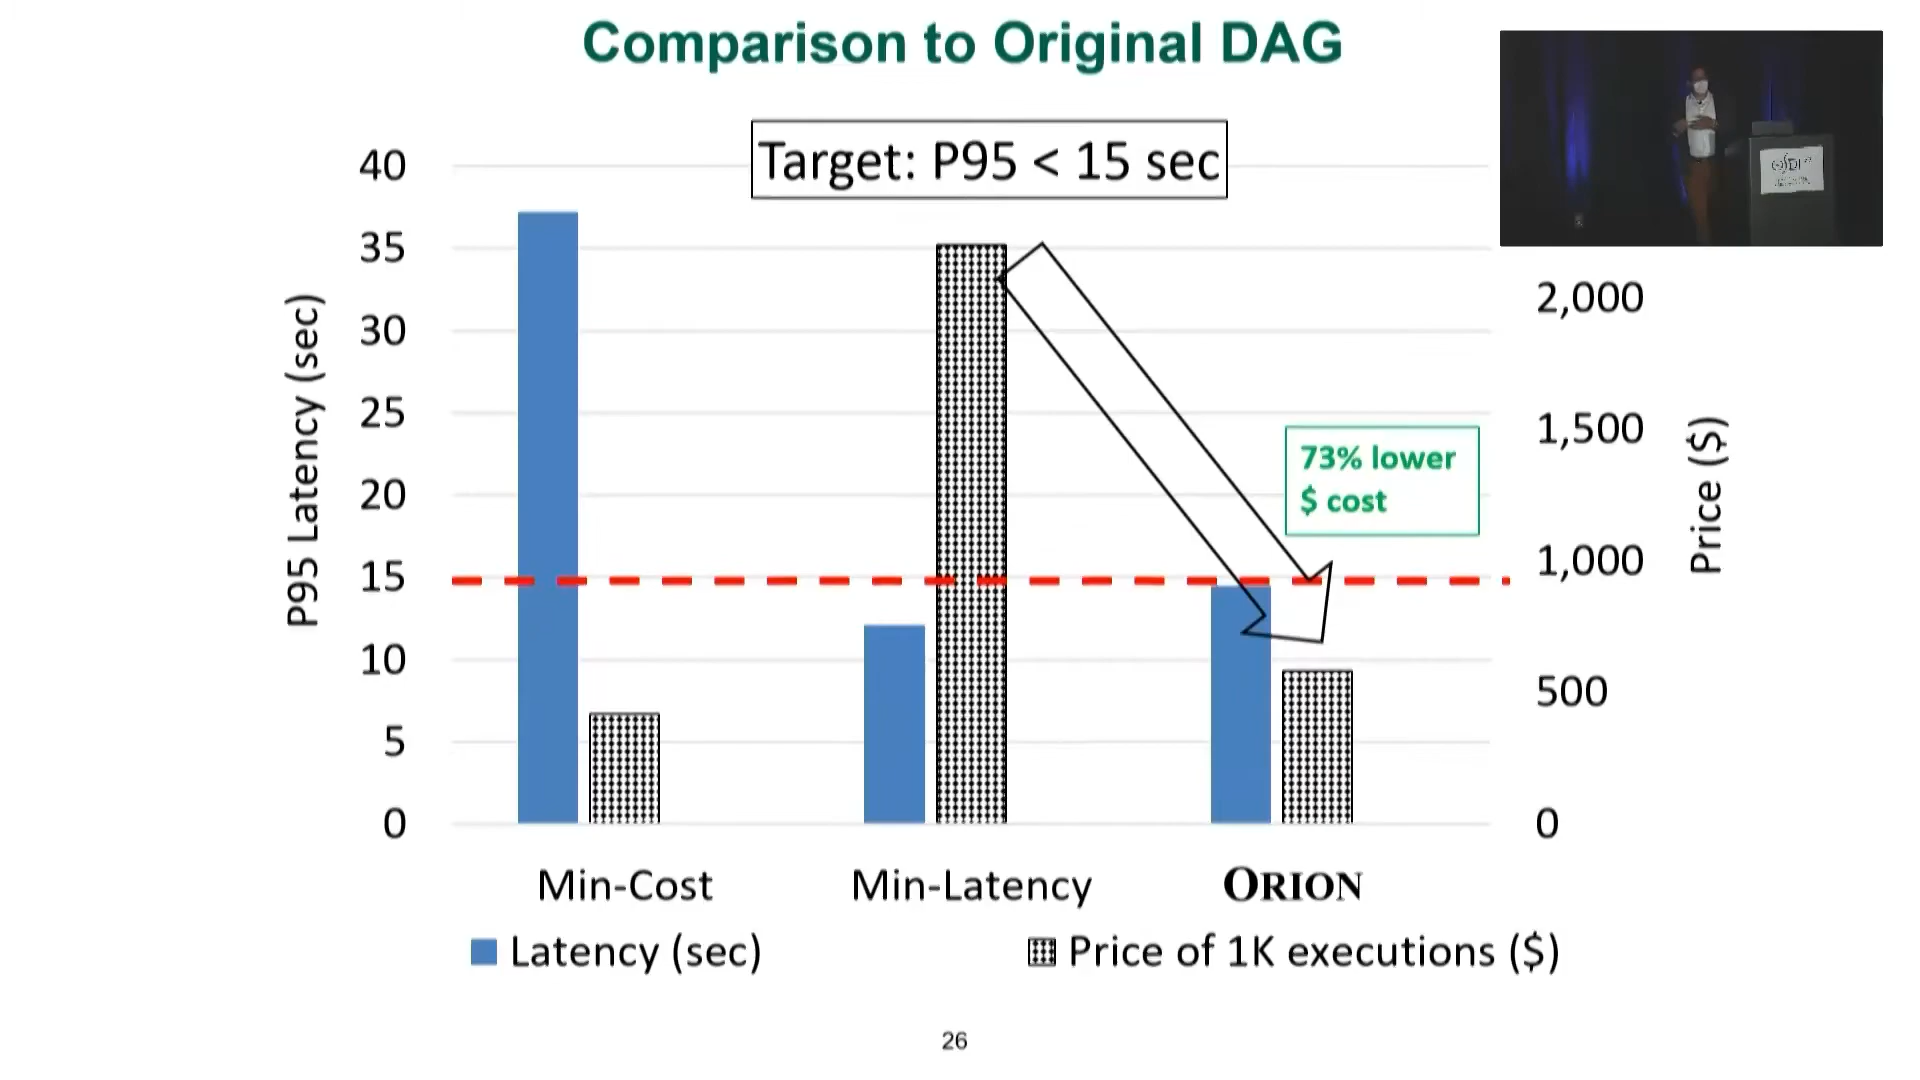 Comparison to Original DAG
Target: P95 < 15 sec
P95 Latency (sec)
40
35
30
25
20
15
10
5
0
2,000
1,500
1,000
500
0
Price ($)
73% lower
$ cost
Min-Cost
Min-Latency
ORION
Latency (sec)
Price of 1K executions ($)
26